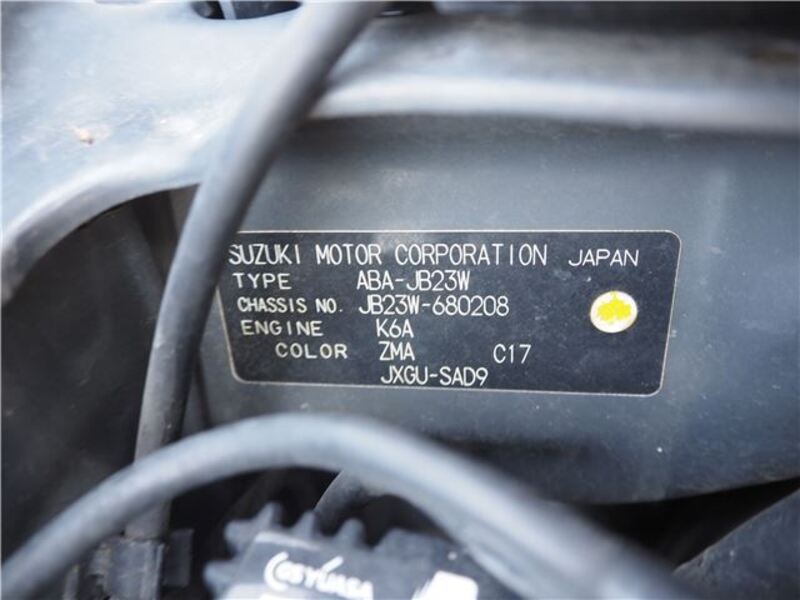 SUZUKI MOTOR CORPORATION JAPAN
TYPE ABA-JB23W
CHASSIS NO. JB23W-680208
ENGINE K6A
COLOR ZMA C17
JXGU-SAD9